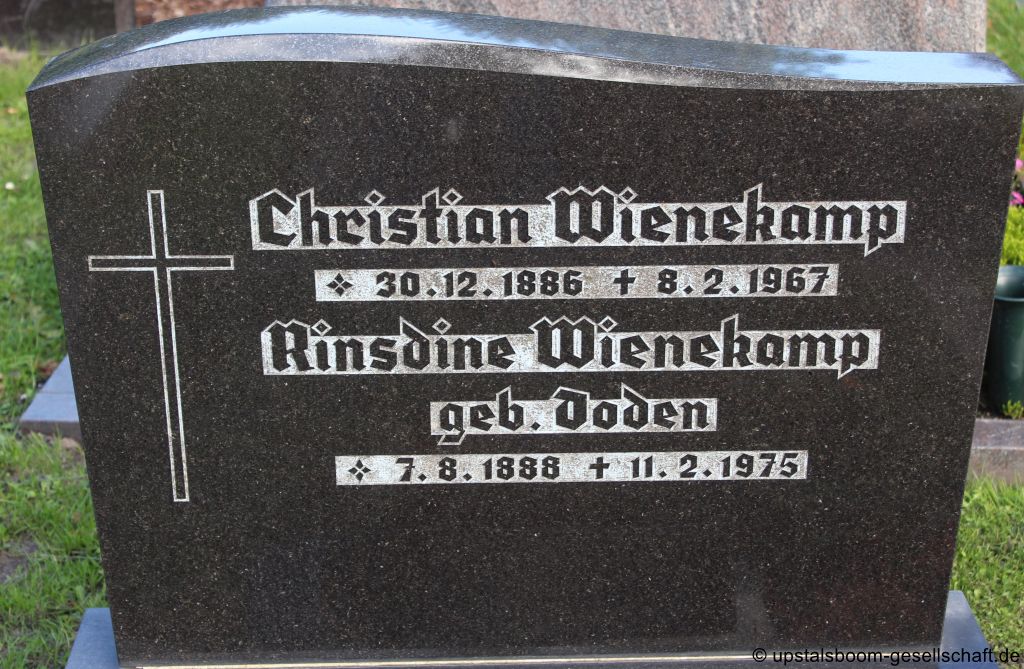 Christian Wienekamp
❖ 30.12.1886 ✝ 8.2.1967
Rinsdine Wienekamp
geb. Doden
❖ 7.8.1888 ✝ 11.2.1975
© upstalsboom-gesellschaft.de